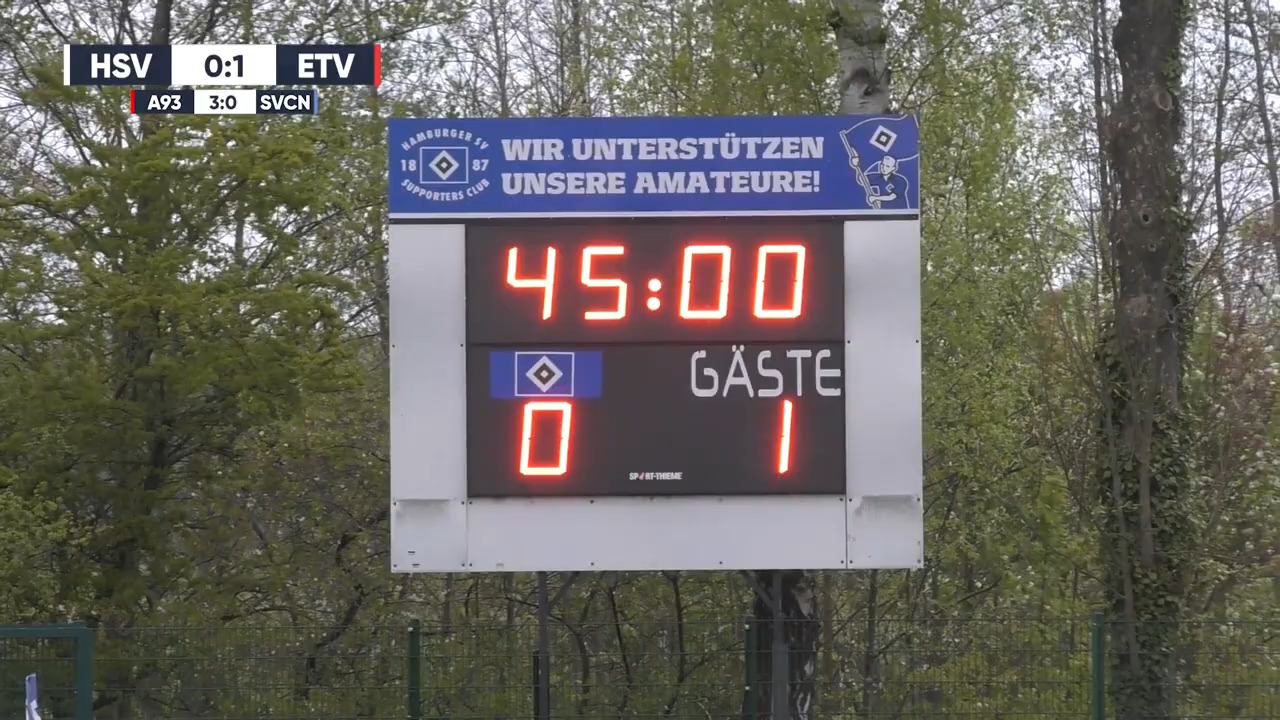 HSV 0:1 ETV
A93 3:0 SVCN
HAMBURGER SV
18 87
SUPPORTERS CLUB
WIR UNTERSTÜTZEN
UNSERE AMATEURE!
45:00
GÄSTE
0 1
SPORT-THIEME